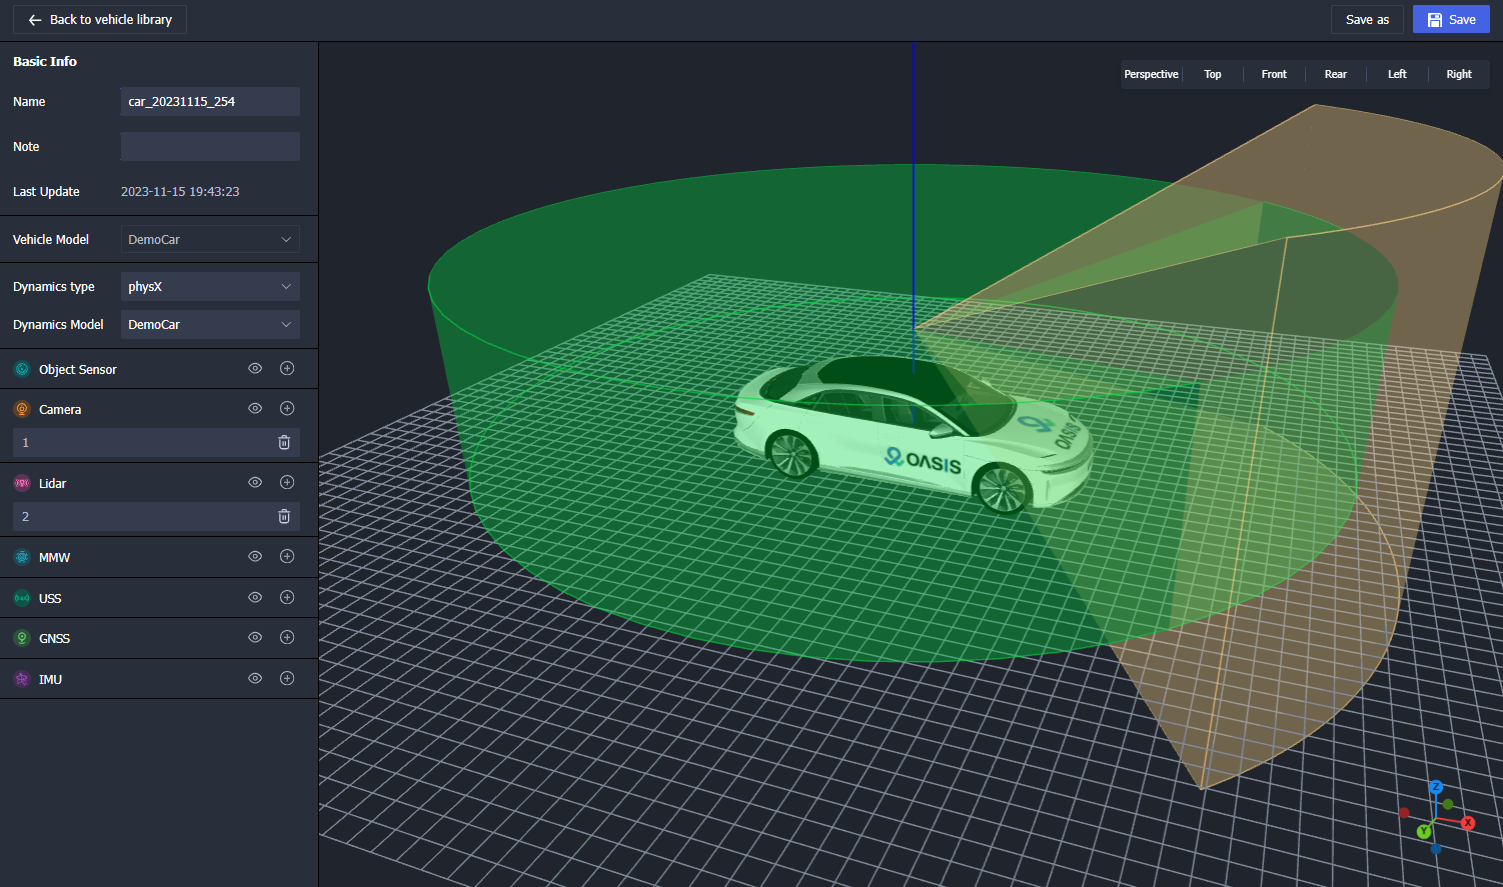 Back to vehicle library
Save as
Save
Basic Info
Name
car_20231115_254
Note
Last Update
2023-11-15 19:43:23
Vehicle Model
DemoCar
Dynamics type
physX
Dynamics Model
DemoCar
Object Sensor
Camera
1
Lidar
2
MMW
USS
GNSS
IMU
Perspective
Top
Front
Rear
Left
Right
OASIS
OASIS
Z
X
Y